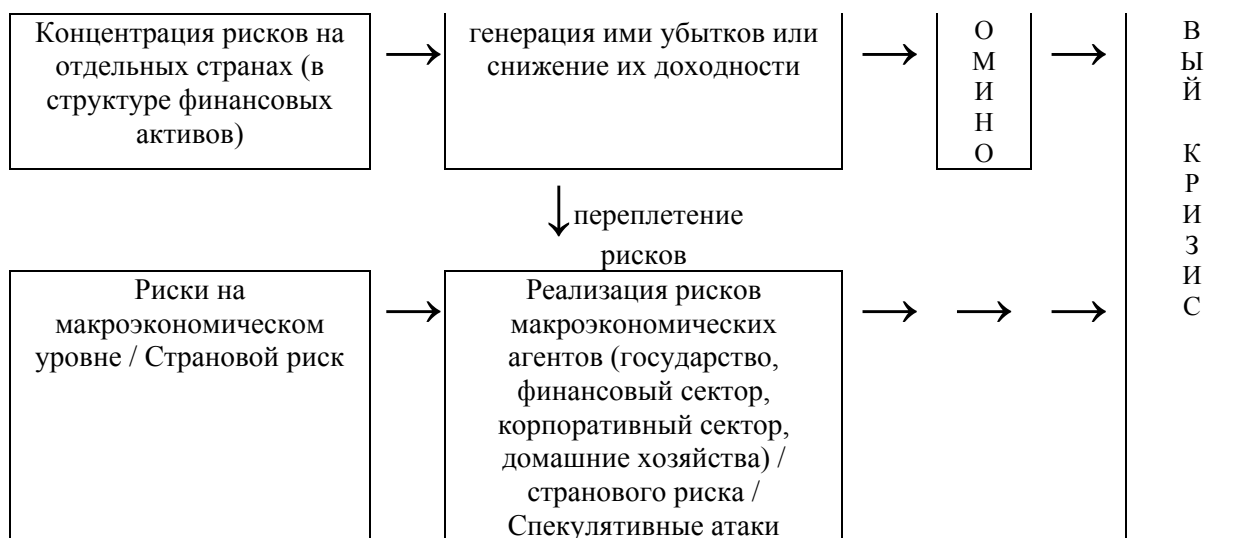 Концентрация рисков на
отдельных странах (в
структуре финансовых
активов)
генерация ими убытков или
снижение их доходности
О
М
И
Н
О
В
Ы
Й
К
Р
И
З
И
С
переплетение
рисков
Риски на
макроэкономическом
уровне / Страновой риск
Реализация рисков
макроэкономических
агентов (государство,
финансовый сектор,
корпоративный сектор,
домашние хозяйства) /
странового риска /
Спекулятивные атаки